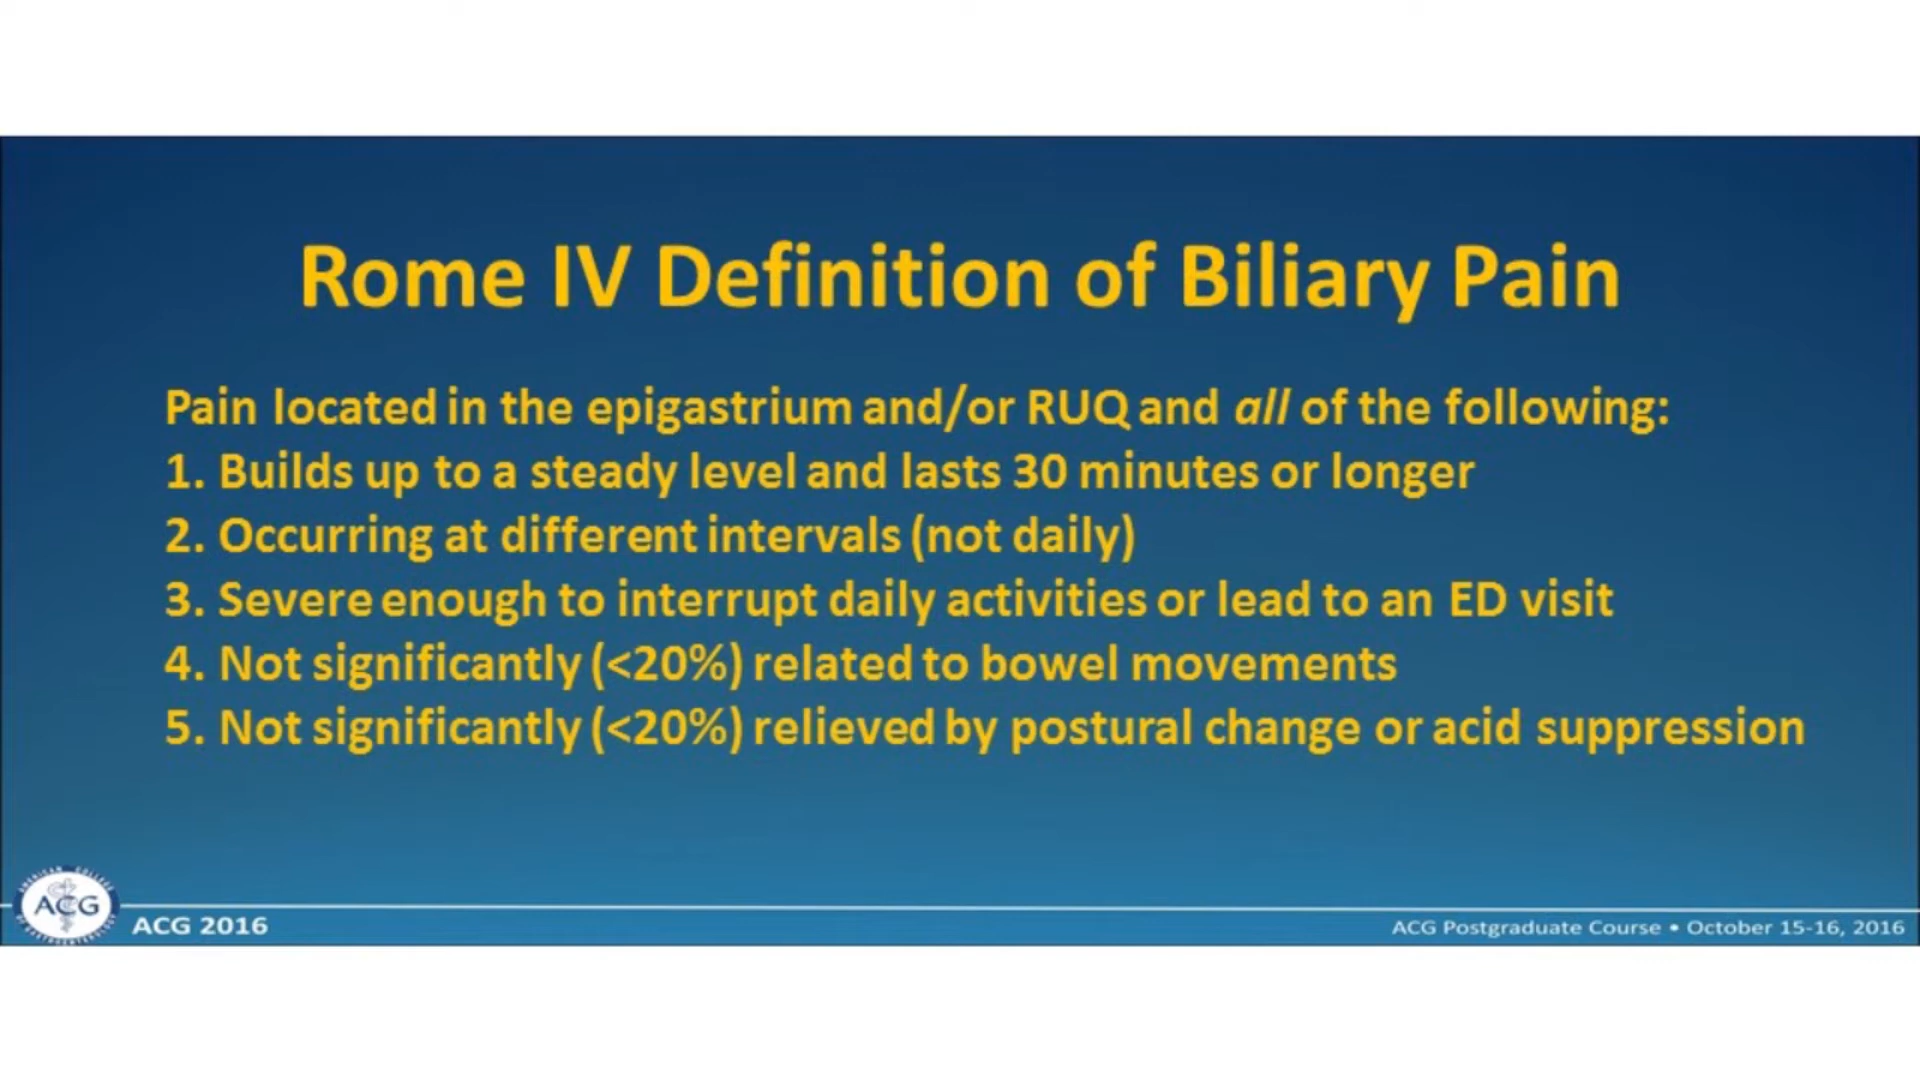 Rome IV Definition of Biliary Pain
Pain located in the epigastrium and/or RUQ and all of the following:
1. Builds up to a steady level and lasts 30 minutes or longer
2. Occurring at different intervals (not daily)
3. Severe enough to interrupt daily activities or lead to an ED visit
4. Not significantly (<20%) related to bowel movements
5. Not significantly (<20%) relieved by postural change or acid suppression
AMERICAN COLLEGE
ACG
OF GASTROENTEROLOGY
ACG 2016
ACG Postgraduate Course • October 15-16, 2016